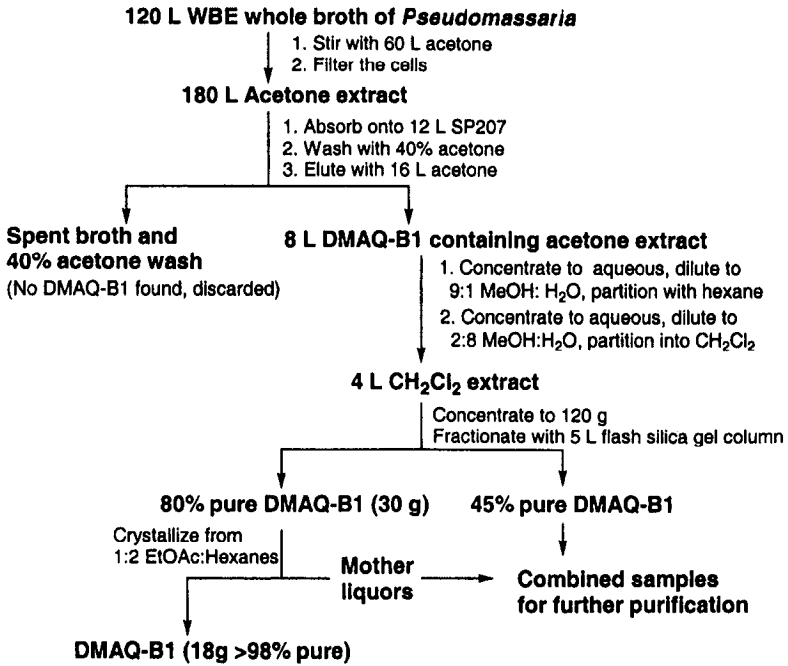 120 L WBE whole broth of Pseudomassaria
1. Stir with 60 L acetone
2. Filter the cells
180 L Acetone extract
1. Absorb onto 12 L SP207
2. Wash with 40% acetone
3. Elute with 16 L acetone
Spent broth and
40% acetone wash
(No DMAQ-B1 found, discarded)
8 L DMAQ-B1 containing acetone extract
1. Concentrate to aqueous, dilute to
9:1 MeOH: H₂O, partition with hexane
2. Concentrate to aqueous, dilute to
2:8 MeOH:H₂O, partition into CH₂Cl₂
4 L CH₂Cl₂ extract
Concentrate to 120 g
Fractionate with 5 L flash silica gel column
80% pure DMAQ-B1 (30 g)
45% pure DMAQ-B1
Crystallize from
1:2 EtOAc:Hexanes
Mother
liquors
Combined samples
for further purification
DMAQ-B1 (18g >98% pure)